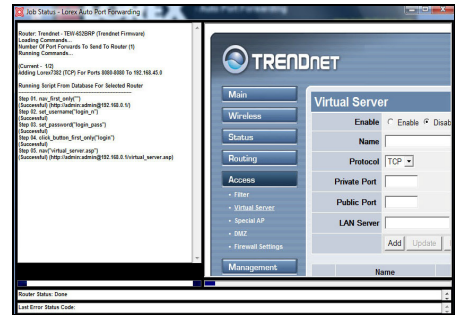 Job Status - Lorex Auto Port Forwarding
Router: Trendnet - TEW-652BRP (Trendnet Firmware)
Loading Commands...
Number Of Port Forwards To Send To Router (1)
Running Commands...
(Current - 1/2)
Adding Lorex7382 (TCP) For Ports 8080-8080 To 192.168.45.0
Running Script From Database For Selected Router
Step 01. nav_first_only("")
(Successful) (http://admin:admin@192.168.0.1/)
Step 02. set_username("login_n")
(Successful)
Step 03. set_password("login_pass")
(Successful)
Step 04. click_button_first_only("login")
(Successful)
Step 05. nav("virtual_server.asp")
(Successful) (http://admin:admin@192.168.0.1/virtual_server.asp)
TRENDNET
Main
Wireless
Status
Routing
Access
• Filter
• Virtual Server
• Special AP
• DMZ
• Firewall Settings
Management
Virtual Server
Enable Enable Disab
Name
Protocol TCP
Private Port
Public Port
LAN Server
Add Update
Name
Router Status: Done
Last Error Status Code: